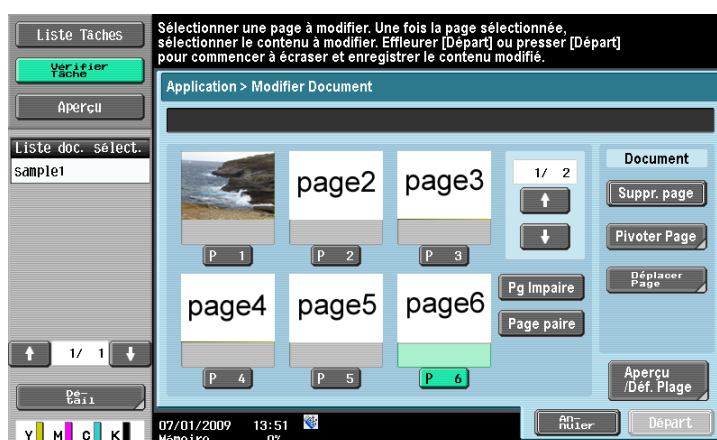 Liste Tâches
Vérifier
Tâche
Aperçu
Liste doc. sélect.
sample1
1/ 1
Dé-
tail
Y M C K
Sélectionner une page à modifier. Une fois la page sélectionnée,
sélectionner le contenu à modifier. Effleurer [Départ] ou presser [Départ]
pour commencer à écraser et enregistrer le contenu modifié.
Application > Modifier Document
page2
page3
P 1
P 2
P 3
page4
page5
page6
P 4
P 5
P 6
1/ 2
Pg Impaire
Page paire
Document
Suppr. page
Pivoter Page
Déplacer
Page
Aperçu
/Déf. Plage
07/01/2009 13:51
Mémoire 0%
An-
nuler
Départ